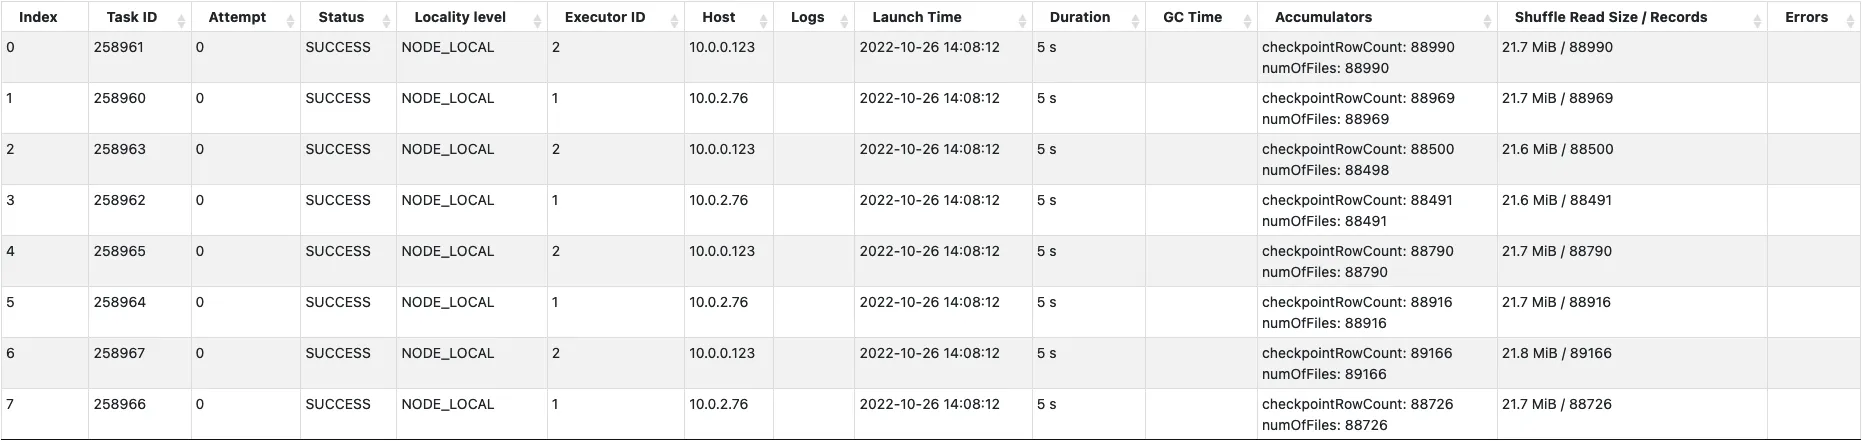 Index Task ID Attempt Status Locality level Executor ID Host Logs Launch Time Duration GC Time Accumulators Shuffle Read Size / Records Errors
0 258961 0 SUCCESS NODE_LOCAL 2 10.0.0.123 2022-10-26 14:08:12 5 s checkpointRowCount: 88990 21.7 MiB / 88990
numOfFiles: 88990
1 258960 0 SUCCESS NODE_LOCAL 1 10.0.2.76 2022-10-26 14:08:12 5 s checkpointRowCount: 88969 21.7 MiB / 88969
numOfFiles: 88969
2 258963 0 SUCCESS NODE_LOCAL 2 10.0.0.123 2022-10-26 14:08:12 5 s checkpointRowCount: 88500 21.6 MiB / 88500
numOfFiles: 88498
3 258962 0 SUCCESS NODE_LOCAL 1 10.0.2.76 2022-10-26 14:08:12 5 s checkpointRowCount: 88491 21.6 MiB / 88491
numOfFiles: 88491
4 258965 0 SUCCESS NODE_LOCAL 2 10.0.0.123 2022-10-26 14:08:12 5 s checkpointRowCount: 88790 21.7 MiB / 88790
numOfFiles: 88790
5 258964 0 SUCCESS NODE_LOCAL 1 10.0.2.76 2022-10-26 14:08:12 5 s checkpointRowCount: 88916 21.7 MiB / 88916
numOfFiles: 88916
6 258967 0 SUCCESS NODE_LOCAL 2 10.0.0.123 2022-10-26 14:08:12 5 s checkpointRowCount: 89166 21.8 MiB / 89166
numOfFiles: 89166
7 258966 0 SUCCESS NODE_LOCAL 1 10.0.2.76 2022-10-26 14:08:12 5 s checkpointRowCount: 88726 21.7 MiB / 88726
numOfFiles: 88726